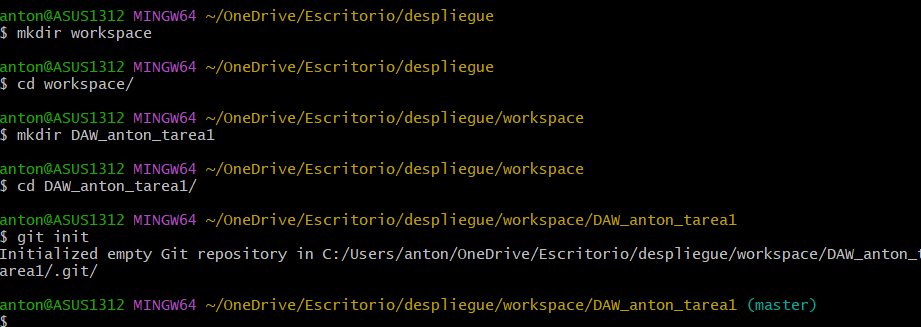 anton@ASUS1312 MINGW64 ~/OneDrive/Escritorio/despliegue
$ mkdir workspace
anton@ASUS1312 MINGW64 ~/OneDrive/Escritorio/despliegue
$ cd workspace/
anton@ASUS1312 MINGW64 ~/OneDrive/Escritorio/despliegue/workspace
$ mkdir DAW_anton_tarea1
anton@ASUS1312 MINGW64 ~/OneDrive/Escritorio/despliegue/workspace
$ cd DAW_anton_tarea1/
anton@ASUS1312 MINGW64 ~/OneDrive/Escritorio/despliegue/workspace/DAW_anton_tarea1
$ git init
Initialized empty Git repository in C:/Users/anton/OneDrive/Escritorio/despliegue/workspace/DAW_anton_t
area1/.git/
anton@ASUS1312 MINGW64 ~/OneDrive/Escritorio/despliegue/workspace/DAW_anton_tarea1 (master)
$